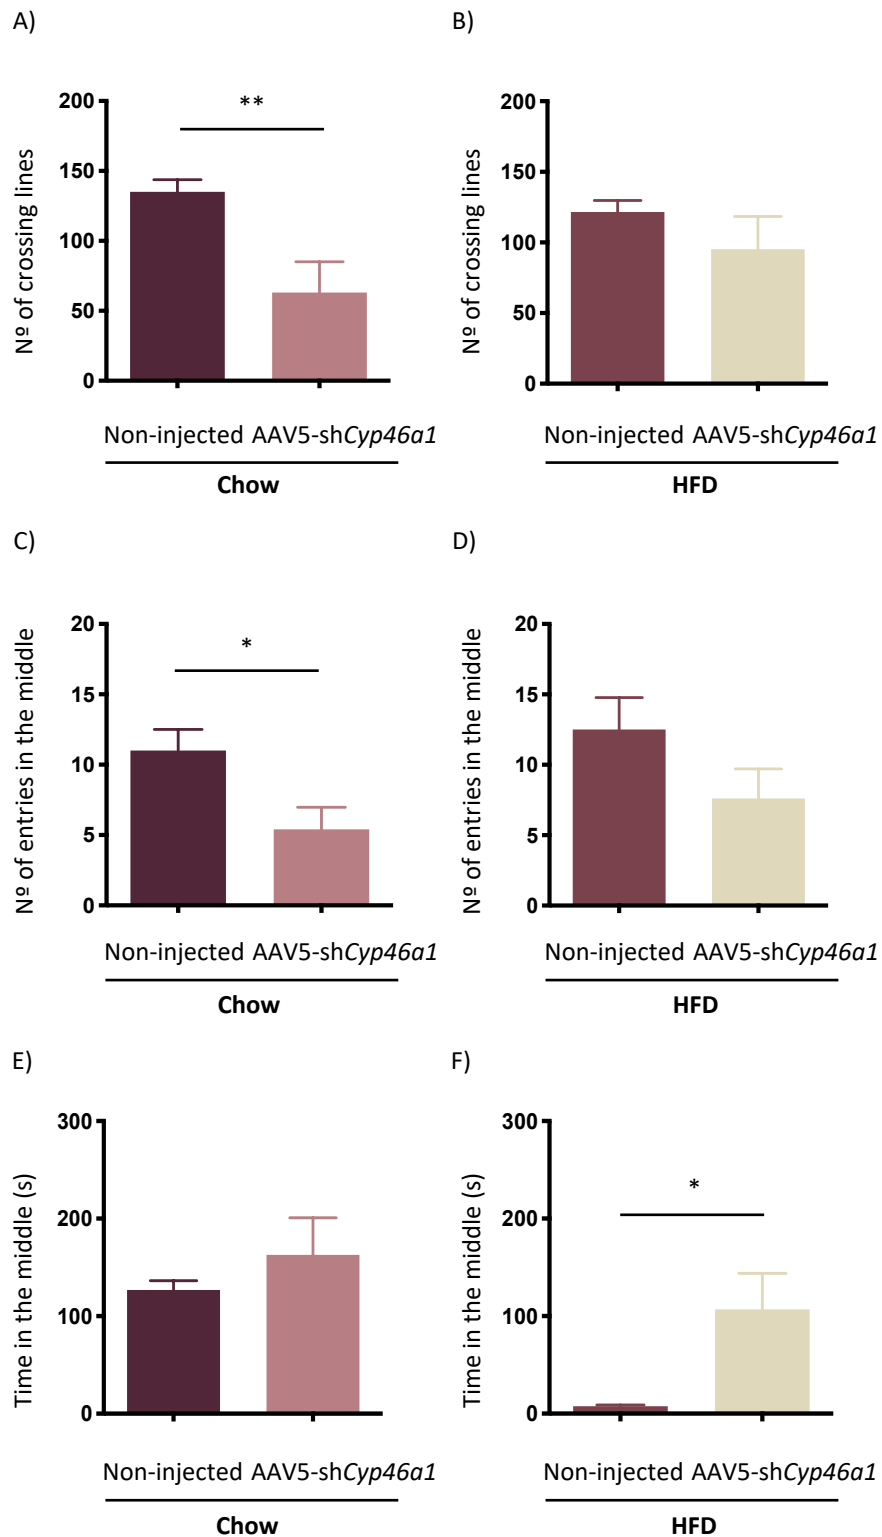 A)
B)
200
150
100
50
0
Nº of crossing lines
**
Non-injected AAV5-shCyp46a1
Chow
200
150
100
50
0
Nº of crossing lines
Non-injected AAV5-shCyp46a1
HFD
C)
D)
20
15
10
5
0
Nº of entries in the middle
*
Non-injected AAV5-shCyp46a1
Chow
20
15
10
5
0
Nº of entries in the middle
Non-injected AAV5-shCyp46a1
HFD
E)
F)
300
200
100
0
Time in the middle (s)
Non-injected AAV5-shCyp46a1
Chow
300
200
100
0
Time in the middle (s)
*
Non-injected AAV5-shCyp46a1
HFD